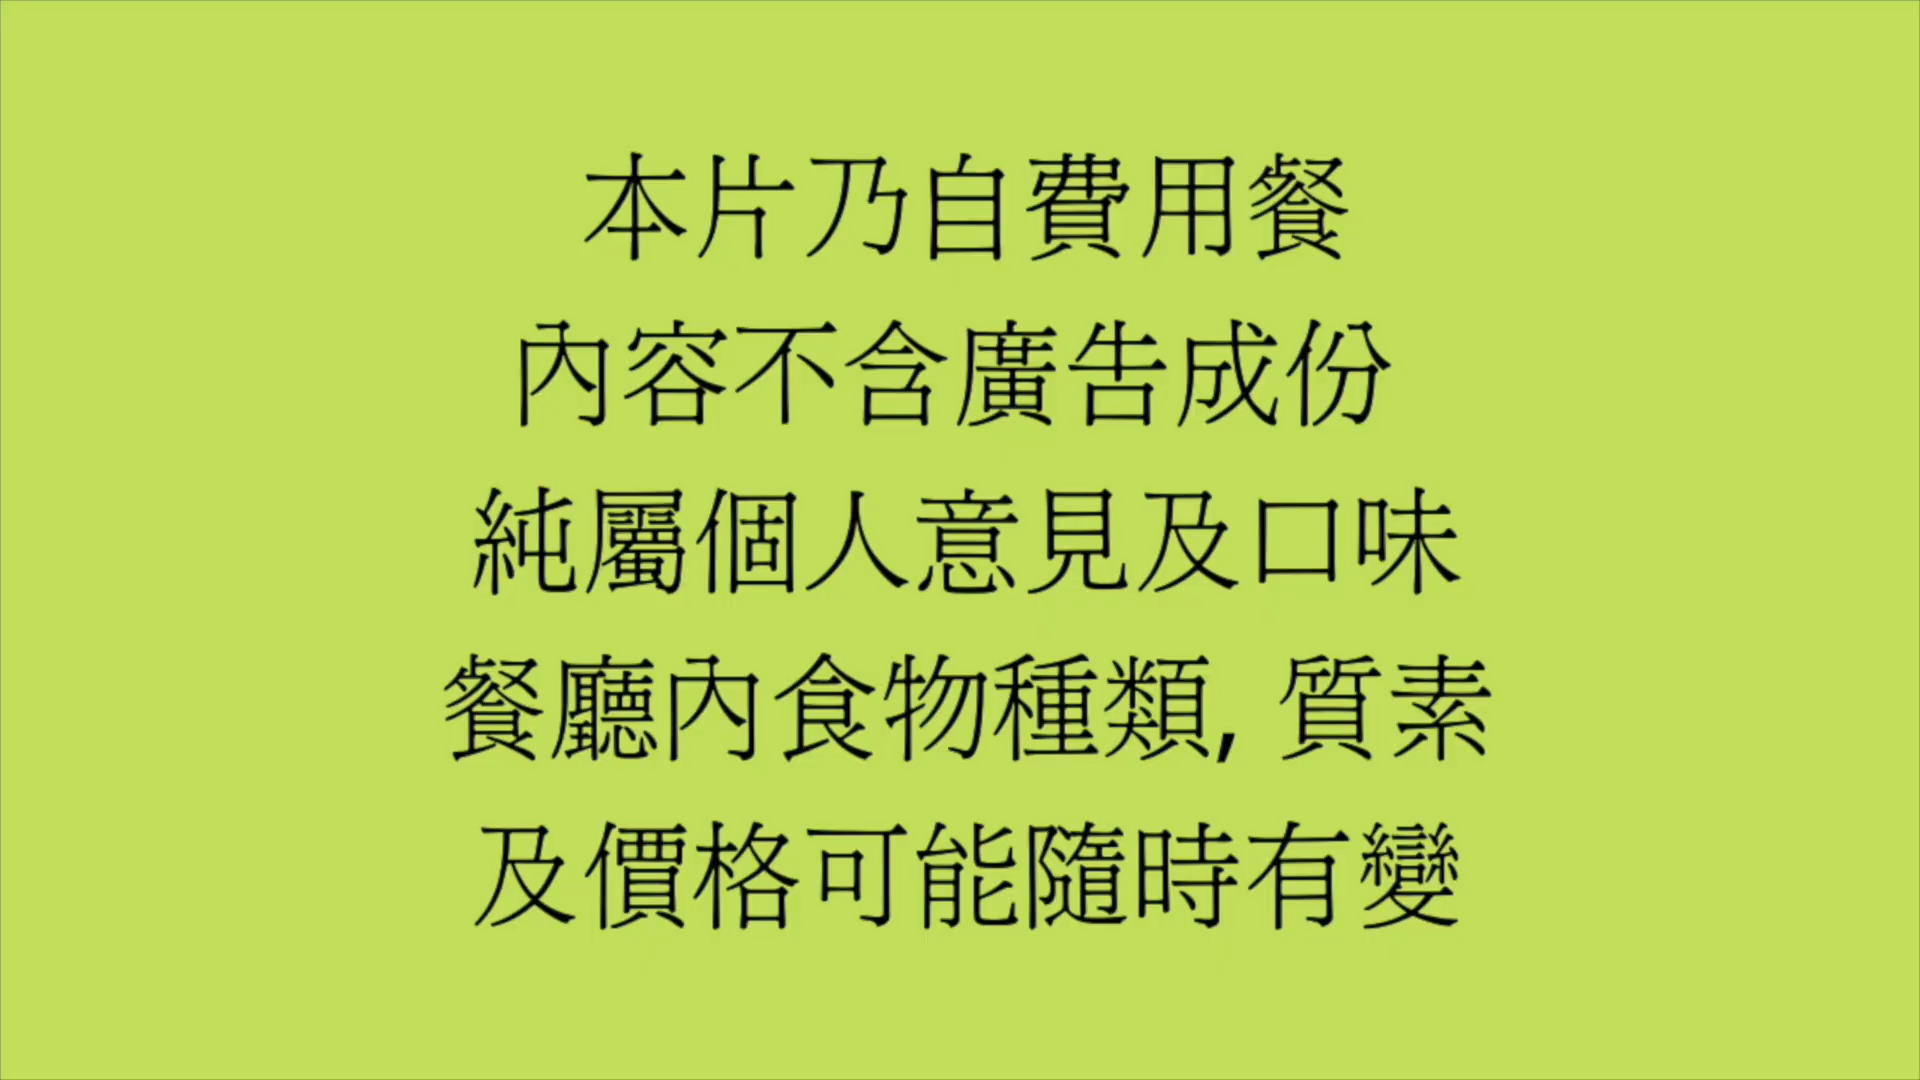 本片乃自費用餐
內容不含廣告成份
純屬個人意見及口味
餐廳內食物種類, 質素
及價格可能隨時有變